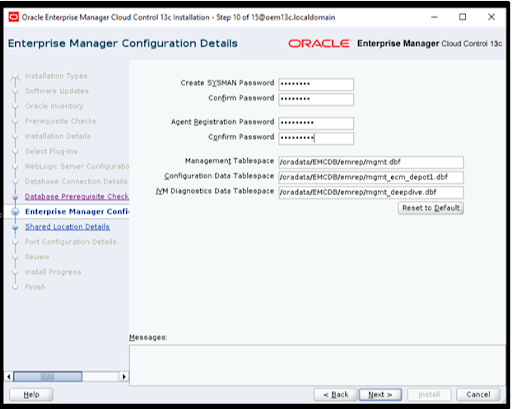 Oracle Enterprise Manager Cloud Control 13c Installation - Step 10 of 15@oem13c.localdomain
Enterprise Manager Configuration Details
ORACLE Enterprise Manager Cloud Control 13c
Installation Types
Software Updates
Oracle Inventory
Prerequisite Checks
Installation Details
Select Plug-ins
WebLogic Server Configuratio
Database Connection Details
Database Prerequisite Check
Enterprise Manager Confi
Shared Location Details
Port Configuration Details
Review
Install Progress
Finish
Create SYSMAN Password ••••••••
Confirm Password ••••••••
Agent Registration Password •••••••••
Confirm Password •••••••••
Management Tablespace /oradata/EMCDB/emrep/mgmt.dbf
Configuration Data Tablespace /oradata/EMCDB/emrep/mgmt_ecm_depot1.dbf
JVM Diagnostics Data Tablespace /oradata/EMCDB/emrep/mgmt_deepdive.dbf
Reset to Default
Messages:
Help
< Back
Next >
Install
Cancel